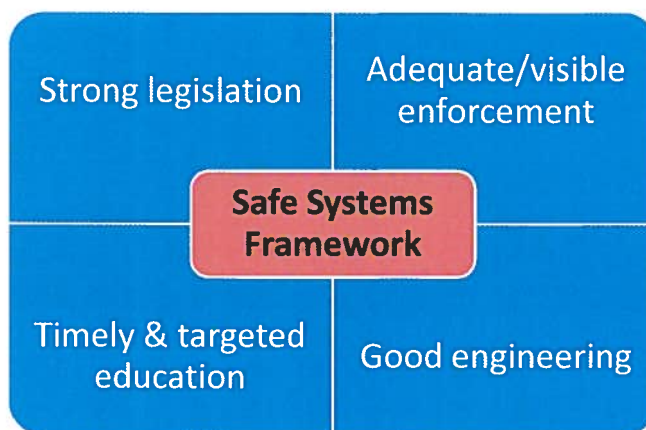 Strong legislation
Adequate/visible
enforcement
Safe Systems
Framework
Timely & targeted
education
Good engineering